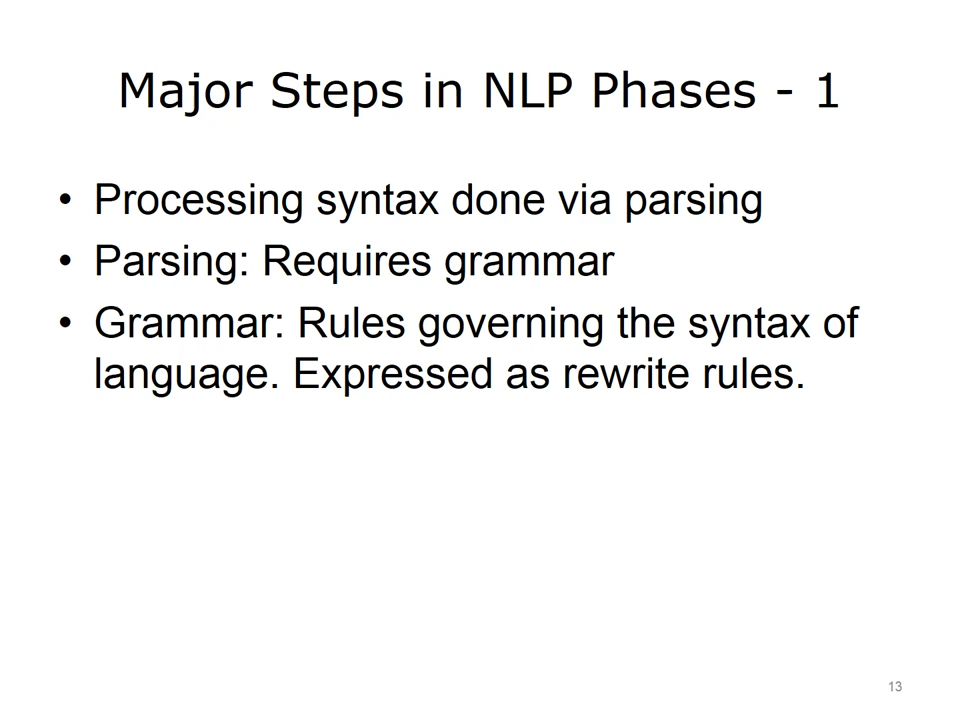 Major Steps in NLP Phases - 1
• Processing syntax done via parsing
• Parsing: Requires grammar
• Grammar: Rules governing the syntax of
language. Expressed as rewrite rules.
13